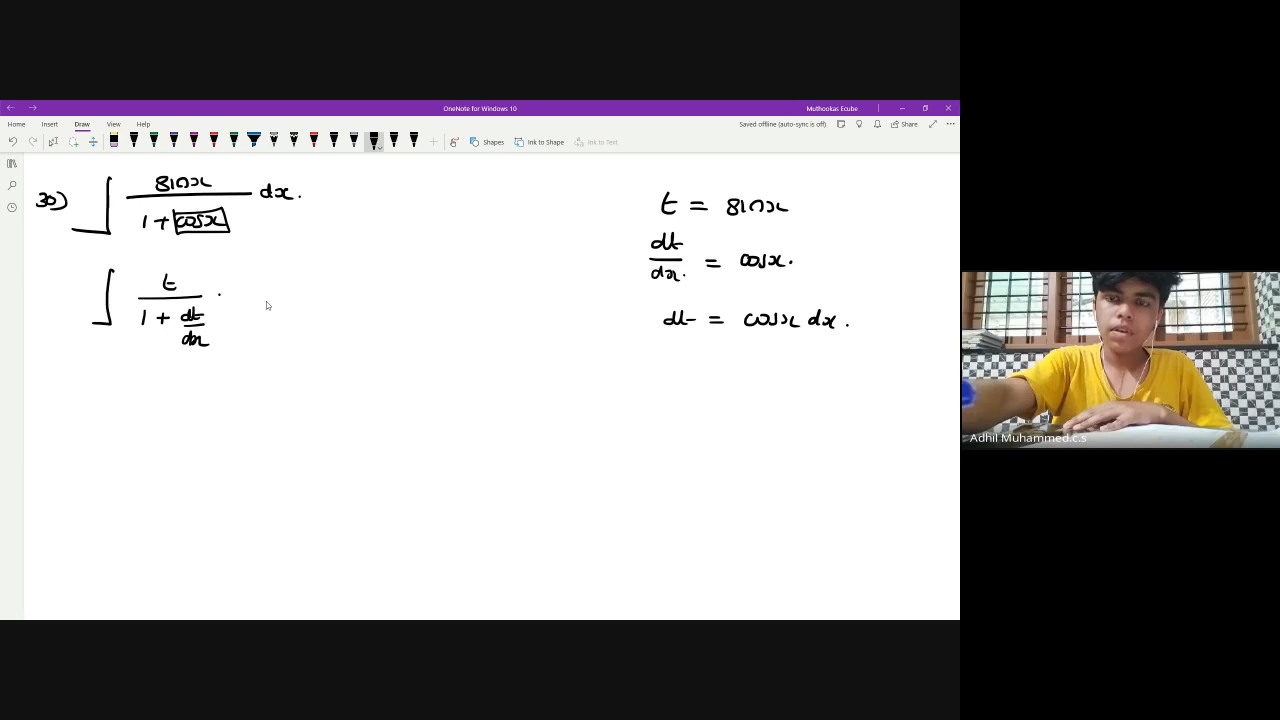 OneNote for Windows 10
Muthookas Ecube
Home Insert Draw View Help
Saved offline (auto-sync is off)
Share
Shapes
Ink to Shape
Ink to Text
30) ∫ sinx / 1 + cosx dx.
∫ t / 1 + dt/dx .
t = sinx
dt/dx. = cosx.
dt = cosx dx.
Adhil Muhammed.c.s